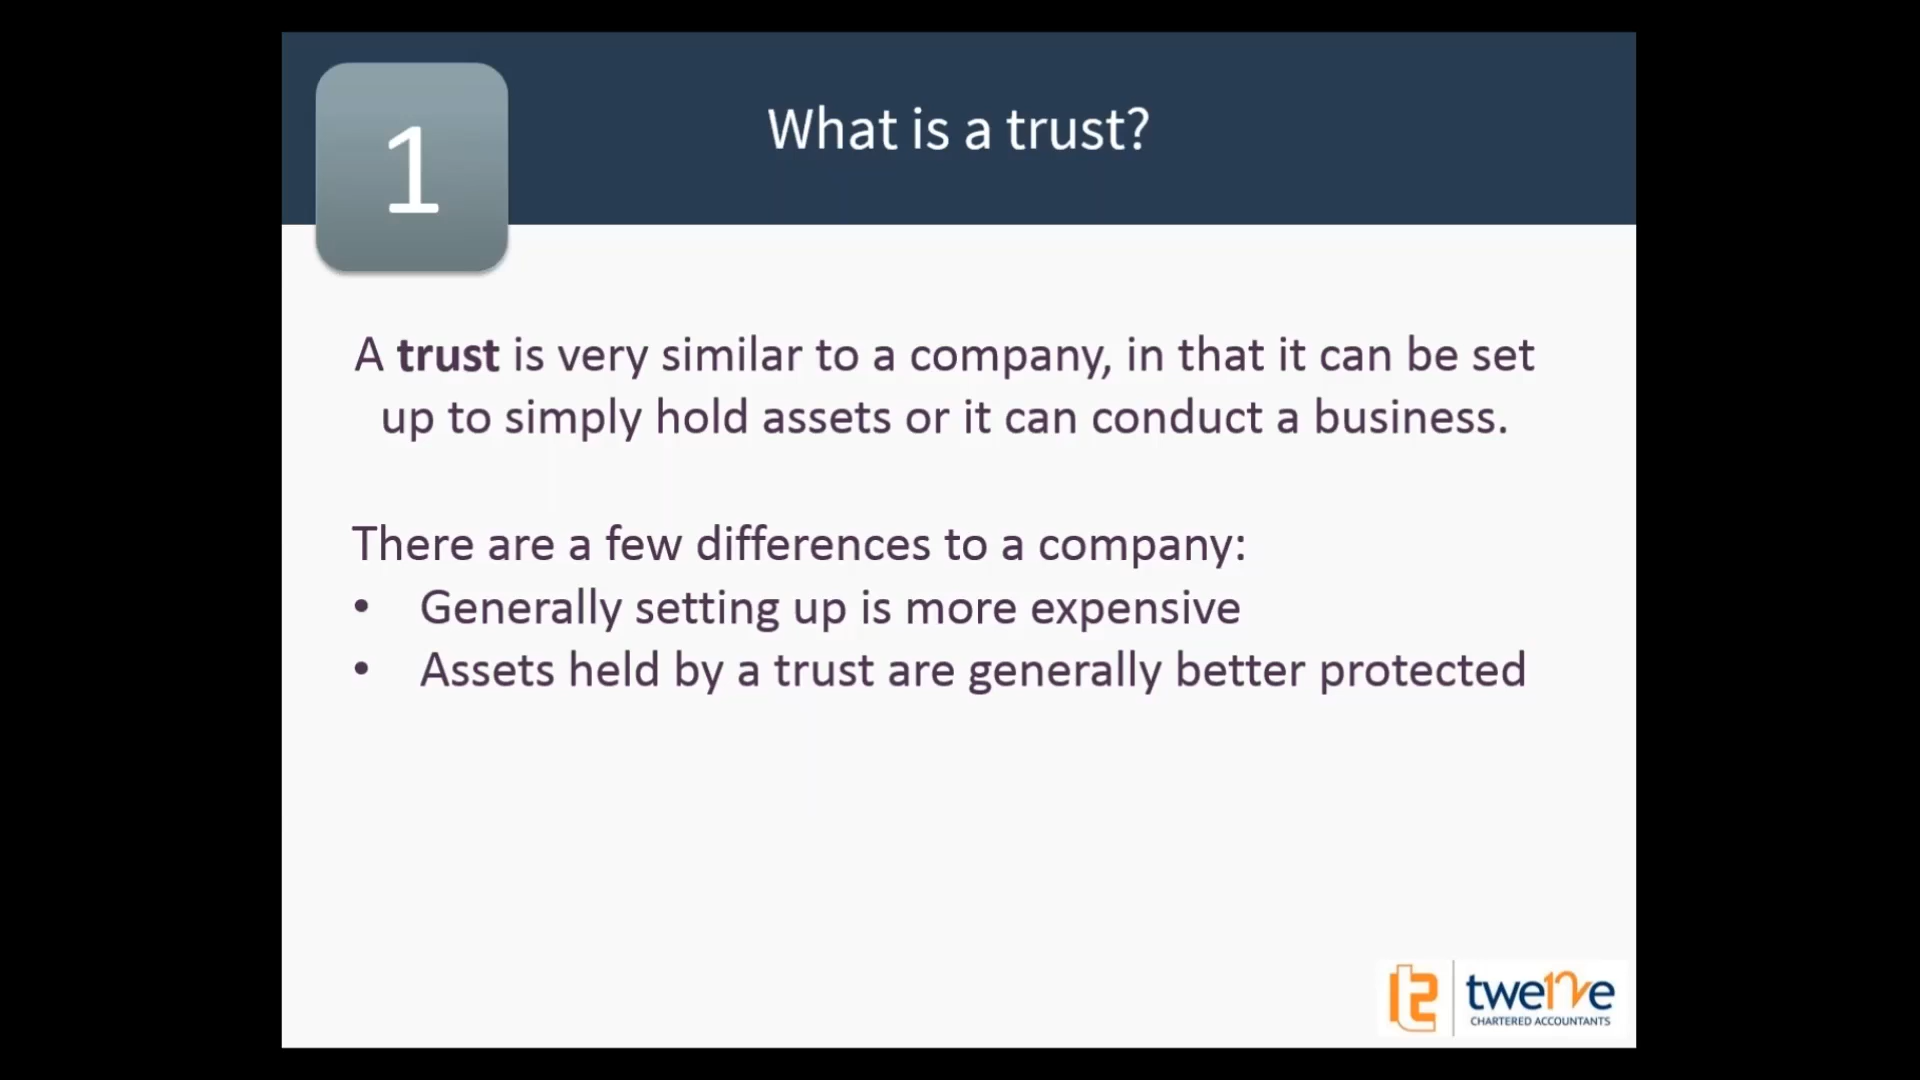 1
What is a trust?
A trust is very similar to a company, in that it can be set
up to simply hold assets or it can conduct a business.
There are a few differences to a company:
• Generally setting up is more expensive
• Assets held by a trust are generally better protected
twe12ve
CHARTERED ACCOUNTANTS